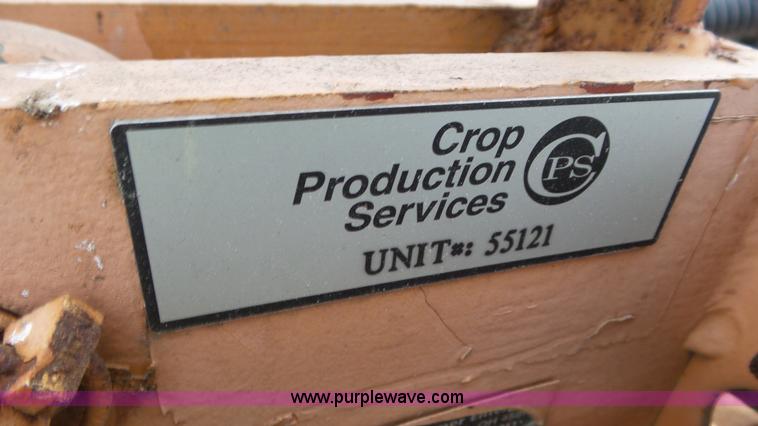 Crop
Production
Services
CPS
UNIT#: 55121
www.purplewave.com